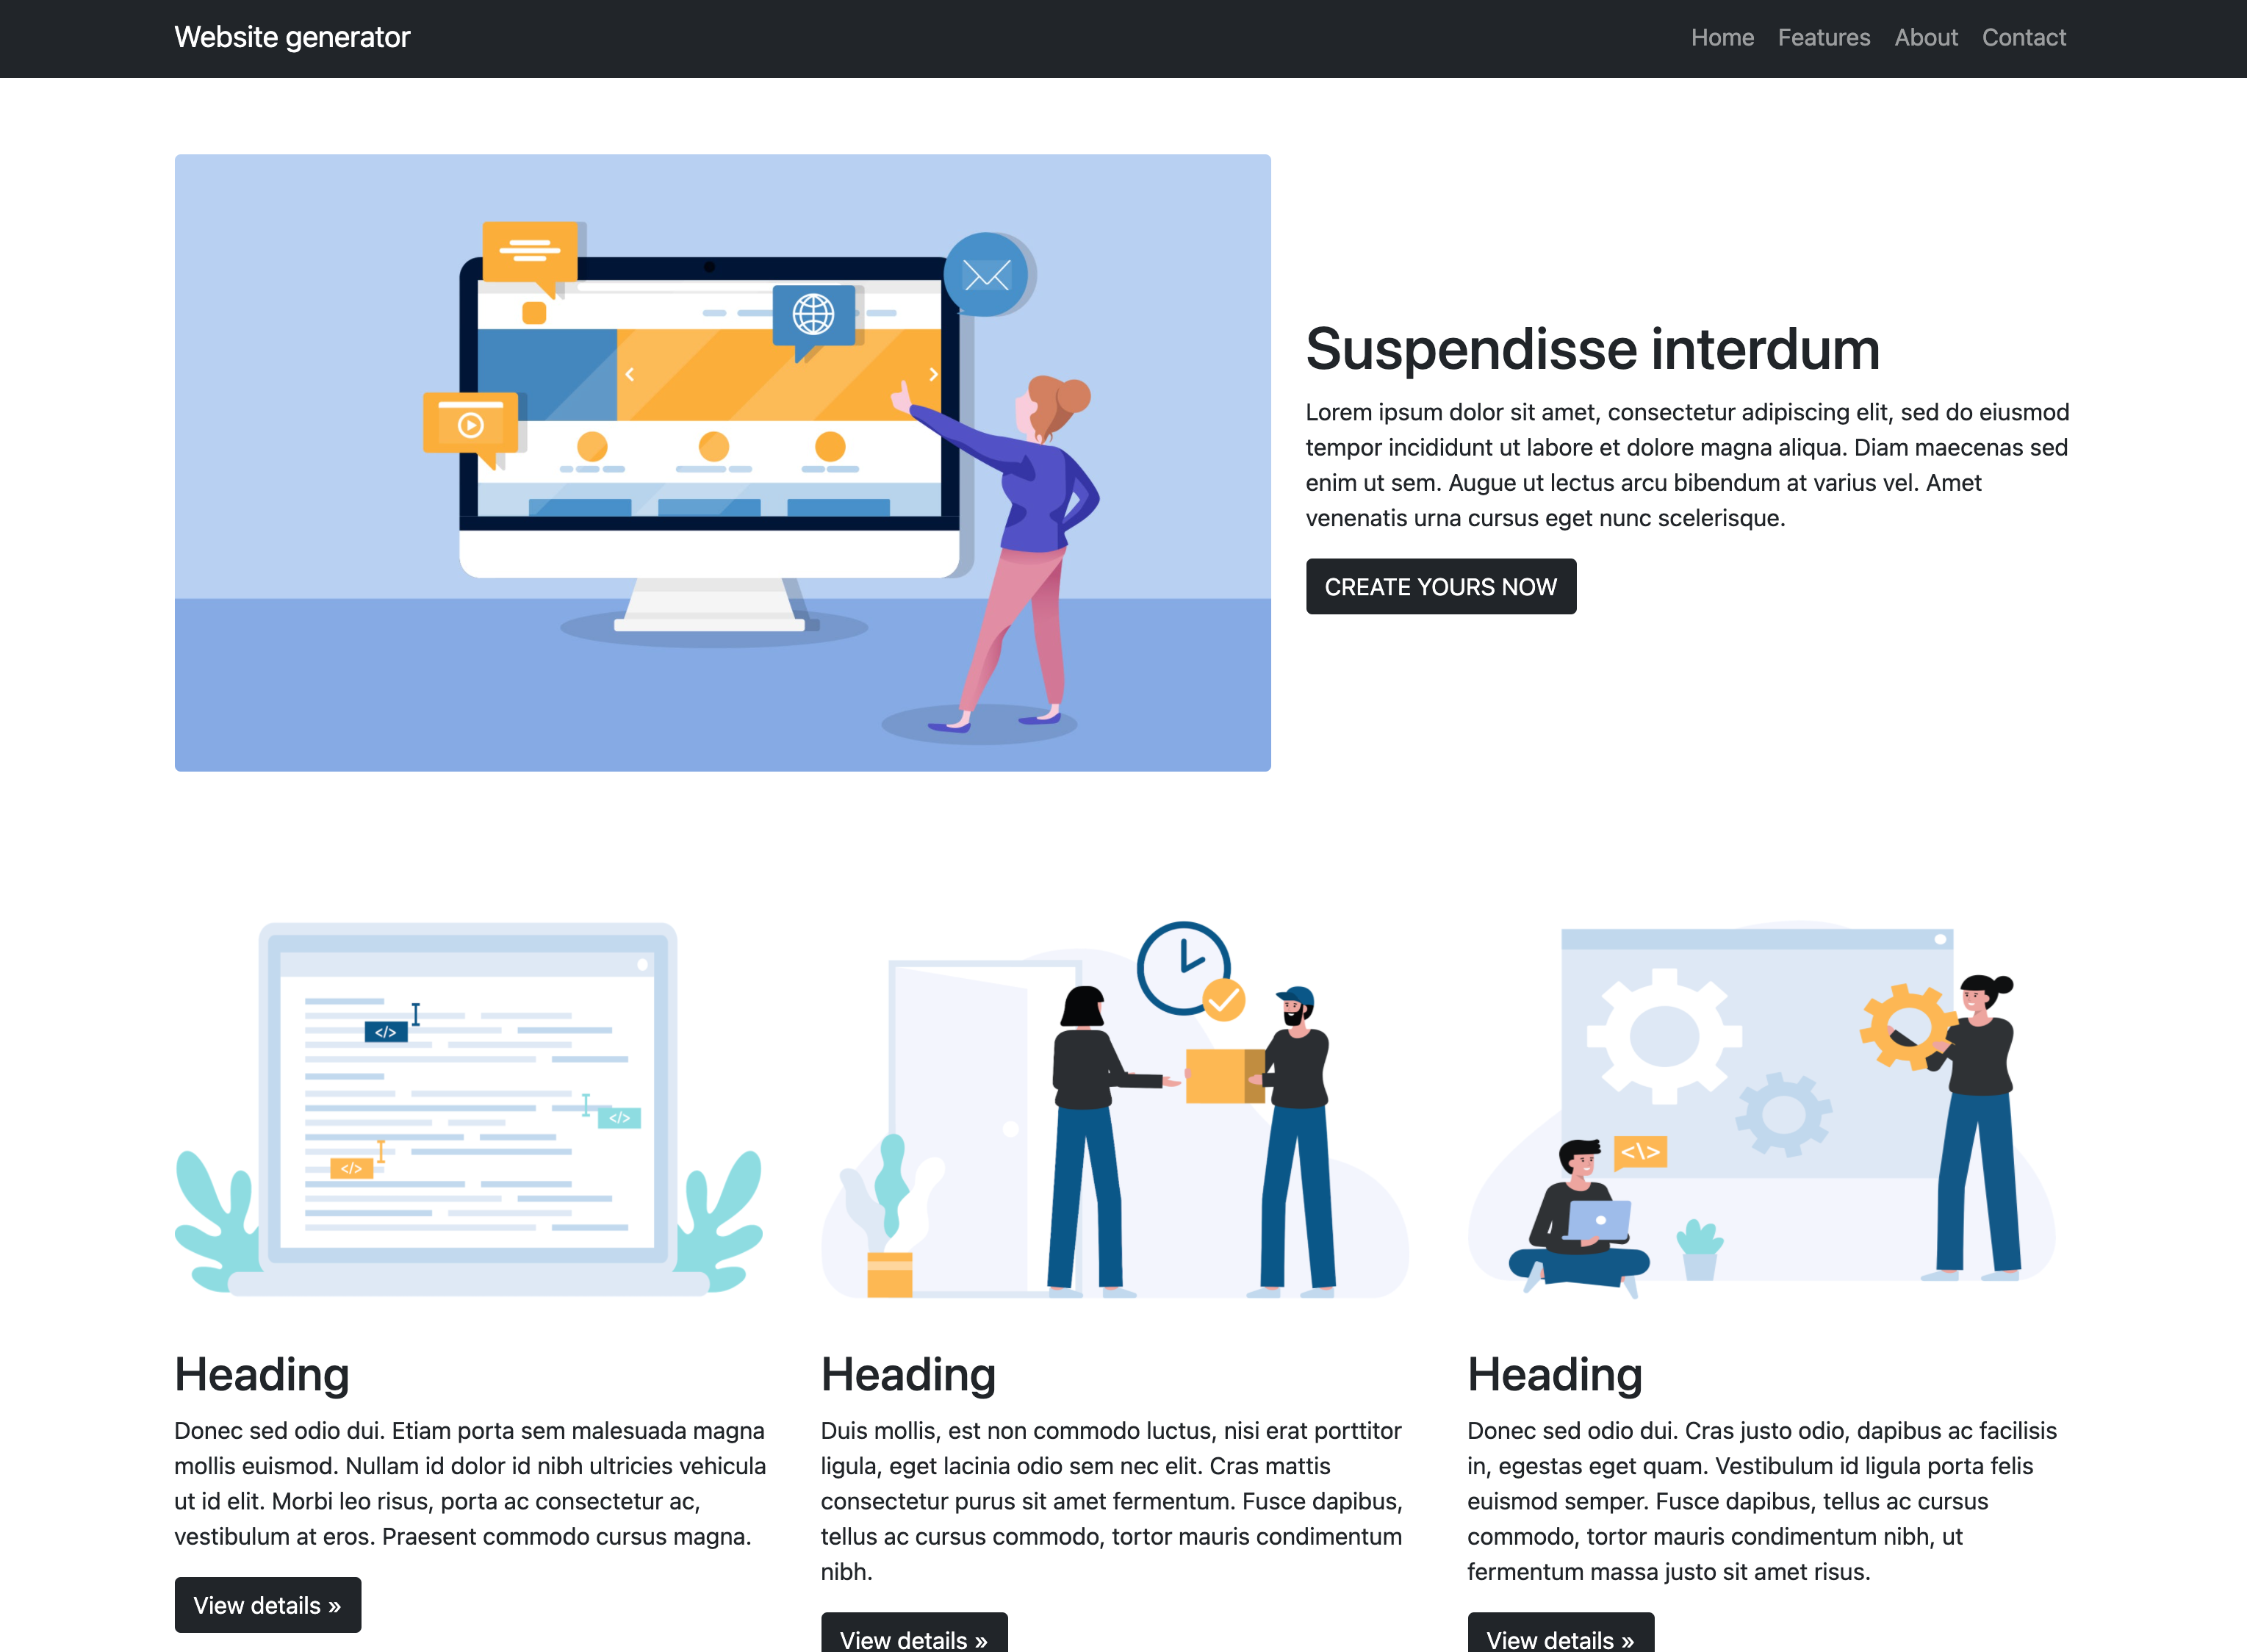 Website generator
Home Features About Contact
Suspendisse interdum
Lorem ipsum dolor sit amet, consectetur adipiscing elit, sed do eiusmod
tempor incididunt ut labore et dolore magna aliqua. Diam maecenas sed
enim ut sem. Augue ut lectus arcu bibendum at varius vel. Amet
venenatis urna cursus eget nunc scelerisque.
CREATE YOURS NOW
</>
</>
</>
<\>
Heading
Donec sed odio dui. Etiam porta sem malesuada magna
mollis euismod. Nullam id dolor id nibh ultricies vehicula
ut id elit. Morbi leo risus, porta ac consectetur ac,
vestibulum at eros. Praesent commodo cursus magna.
View details »
Heading
Duis mollis, est non commodo luctus, nisi erat porttitor
ligula, eget lacinia odio sem nec elit. Cras mattis
consectetur purus sit amet fermentum. Fusce dapibus,
tellus ac cursus commodo, tortor mauris condimentum
nibh.
View details »
Heading
Donec sed odio dui. Cras justo odio, dapibus ac facilisis
in, egestas eget quam. Vestibulum id ligula porta felis
euismod semper. Fusce dapibus, tellus ac cursus
commodo, tortor mauris condimentum nibh, ut
fermentum massa justo sit amet risus.
View details »